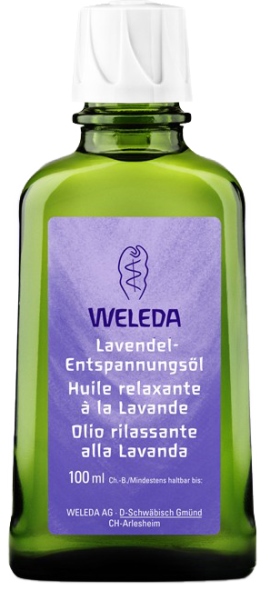 WELEDA
Lavendel-
Entspannungsöl
Huile relaxante
à la Lavande
Olio rilassante
alla Lavanda
100 ml Ch.-B./Mindestens haltbar bis:
WELEDA AG · D-Schwäbisch Gmünd
CH-Arlesheim